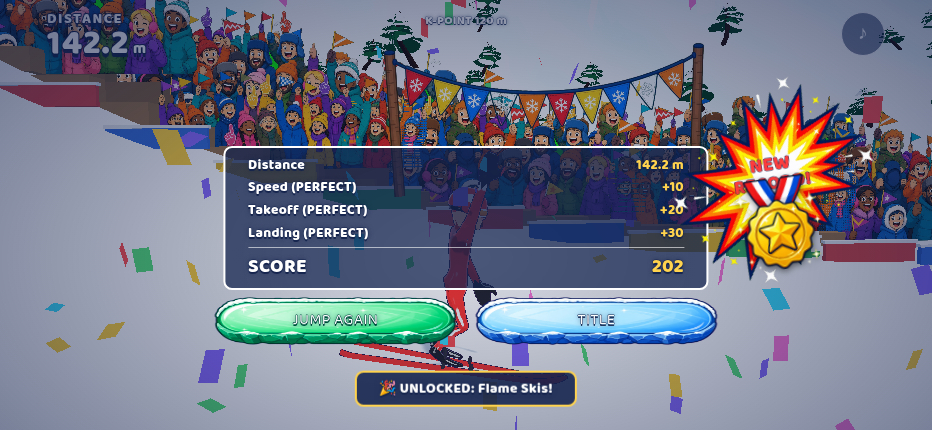 DISTANCE
142.2 m
K-POINT 120 m
♪
Distance 142.2 m
Speed (PERFECT) +10
Takeoff (PERFECT) +20
Landing (PERFECT) +30
SCORE 202
NEW
JUMP AGAIN
TITLE
🎉 UNLOCKED: Flame Skis!